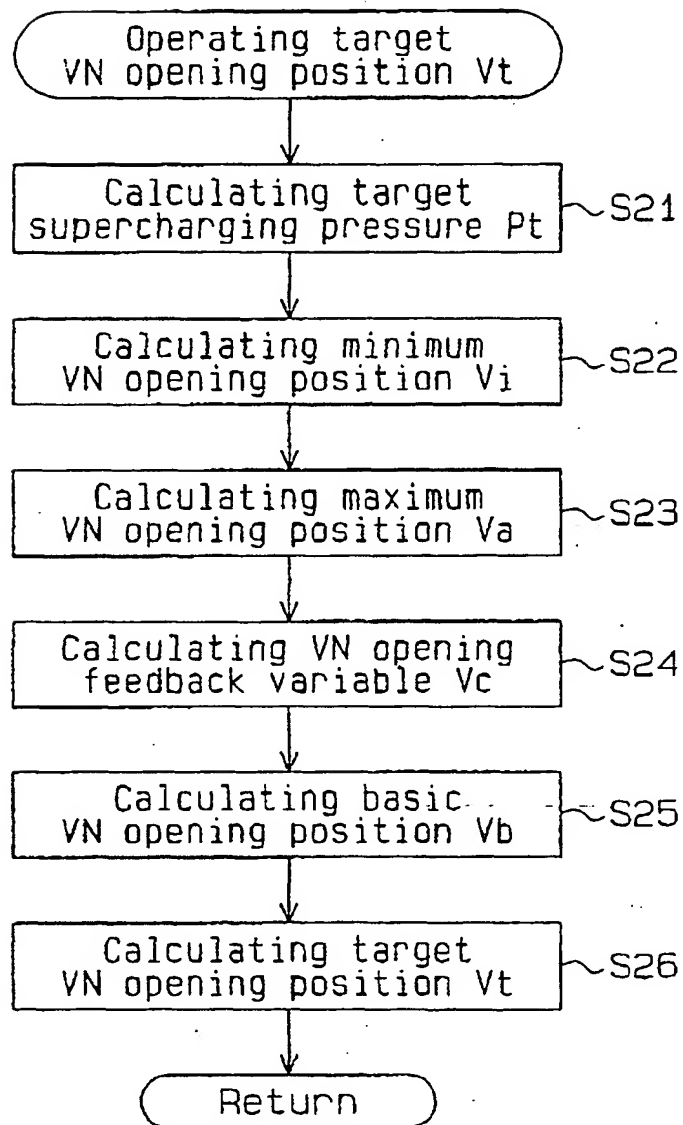 Operating target
VN opening position Vt
Calculating target
supercharging pressure Pt
S21
Calculating minimum
VN opening position Vi
S22
Calculating maximum
VN opening position Va
S23
Calculating VN opening
feedback variable Vc
S24
Calculating basic
VN opening position Vb
S25
Calculating target
VN opening position Vt
S26
Return